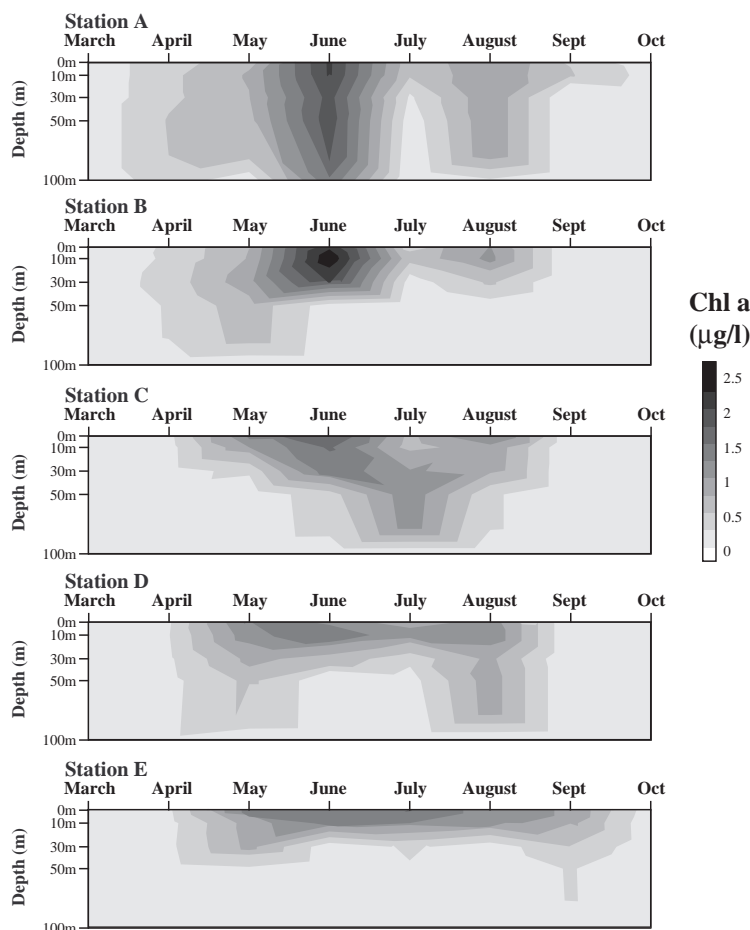 Station A
March April May June July August Sept Oct
0m
10m
30m
50m
100m
Depth (m)
Station B
March April May June July August Sept Oct
0m
10m
30m
50m
100m
Depth (m)
Chl a
(µg/l)
2.5
2
1.5
1
0.5
0
Station C
March April May June July August Sept Oct
0m
10m
30m
50m
100m
Depth (m)
Station D
March April May June July August Sept Oct
0m
10m
30m
50m
100m
Depth (m)
Station E
March April May June July August Sept Oct
0m
10m
30m
50m
100m
Depth (m)